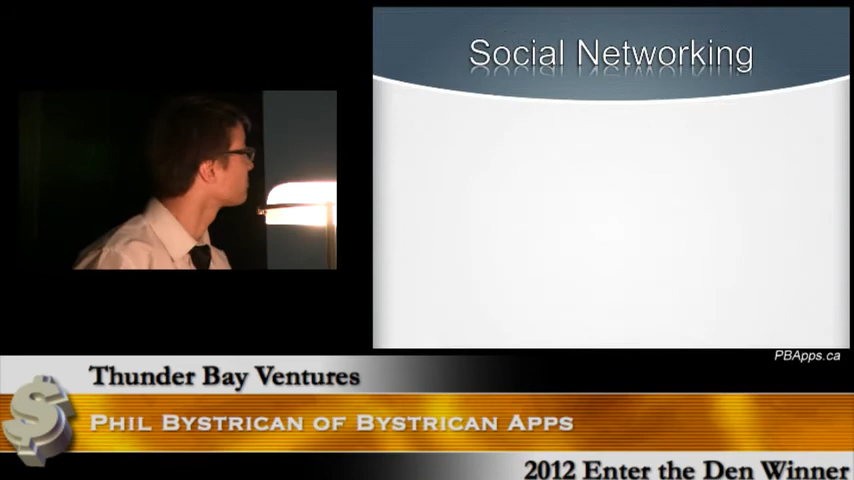 Social Networking
PBApps.ca
Thunder Bay Ventures
Phil Bystrican of Bystrican Apps
2012 Enter the Den Winner